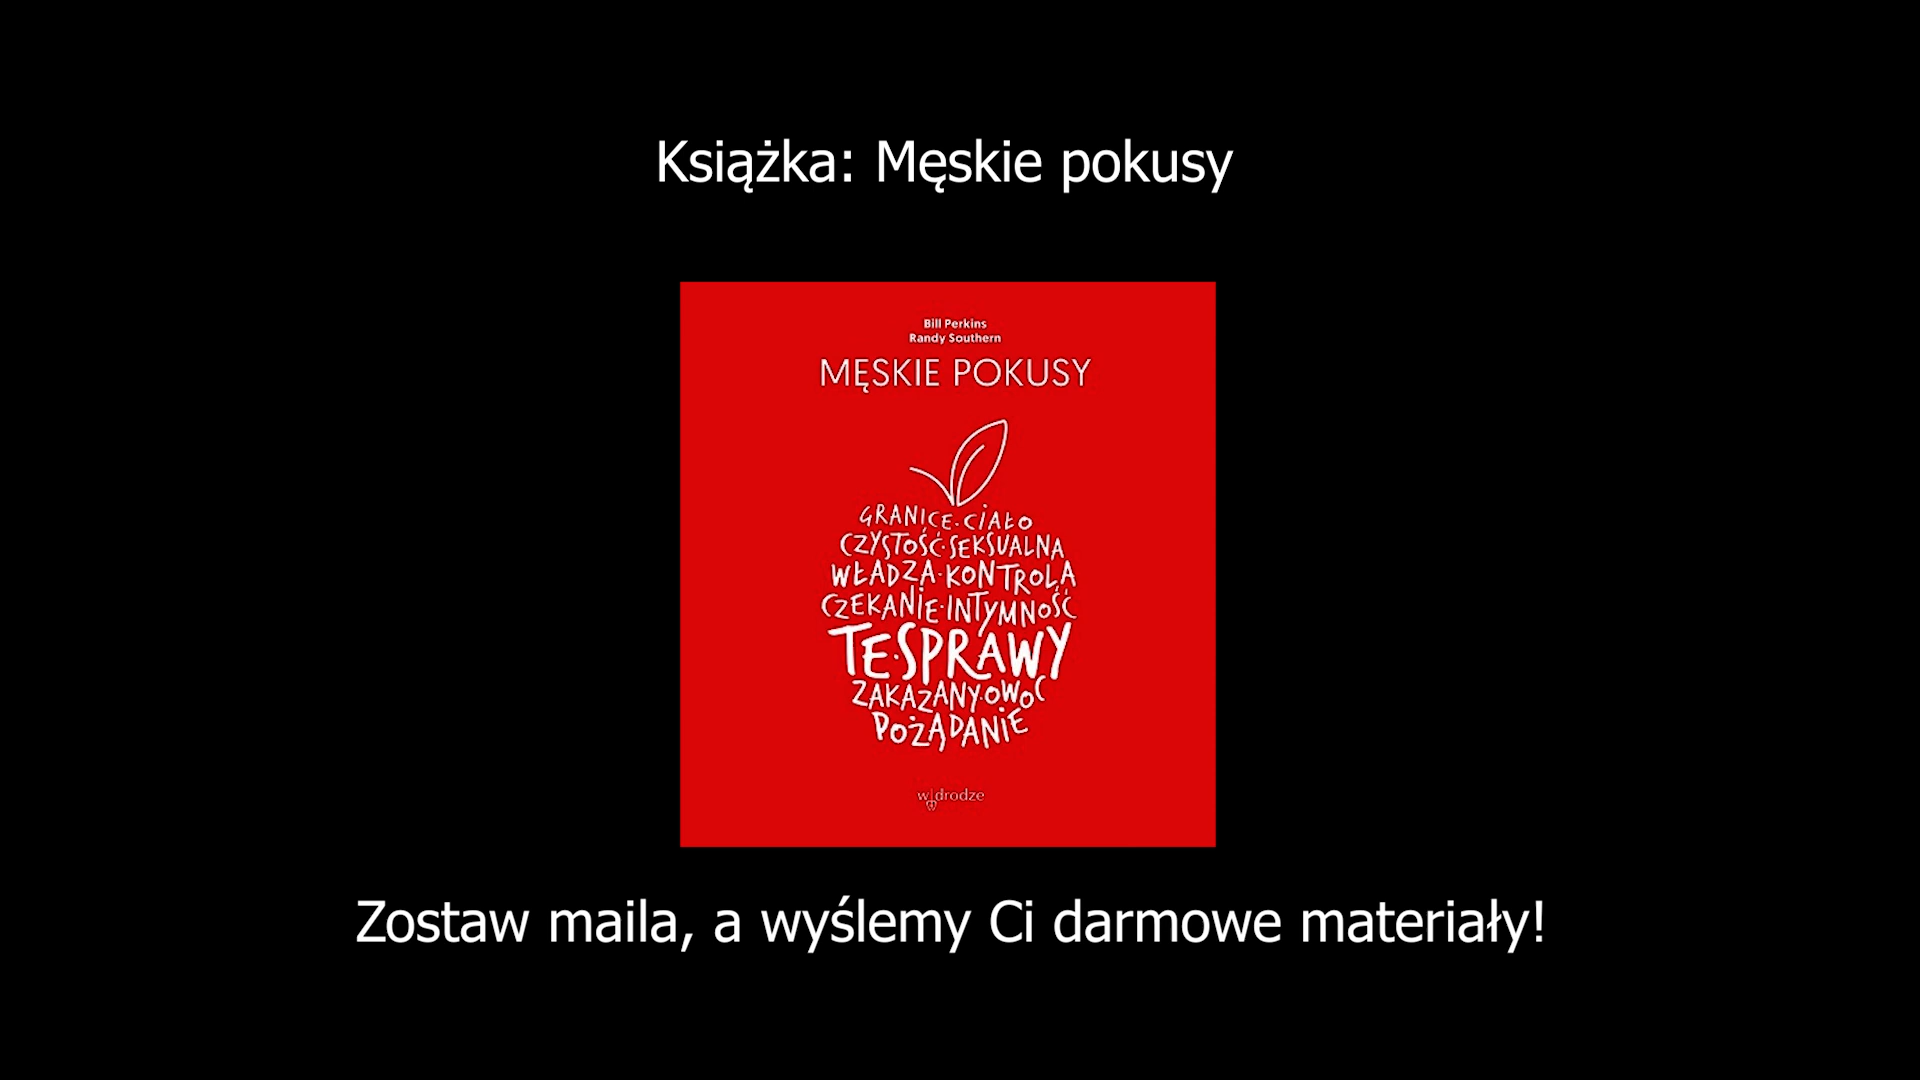 Książka: Męskie pokusy
Bill Perkins
Randy Southern
MĘSKIE POKUSY
GRANICE·CIAŁO
CZYSTOŚĆ·SEKSUALNA
WŁADZA·KONTROLA
CZEKANIE·INTYMNOŚĆ
TE·SPRAWY
ZAKAZANY·OWOC
POŻĄDANIE
w drodze
Zostaw maila, a wyślemy Ci darmowe materiały!